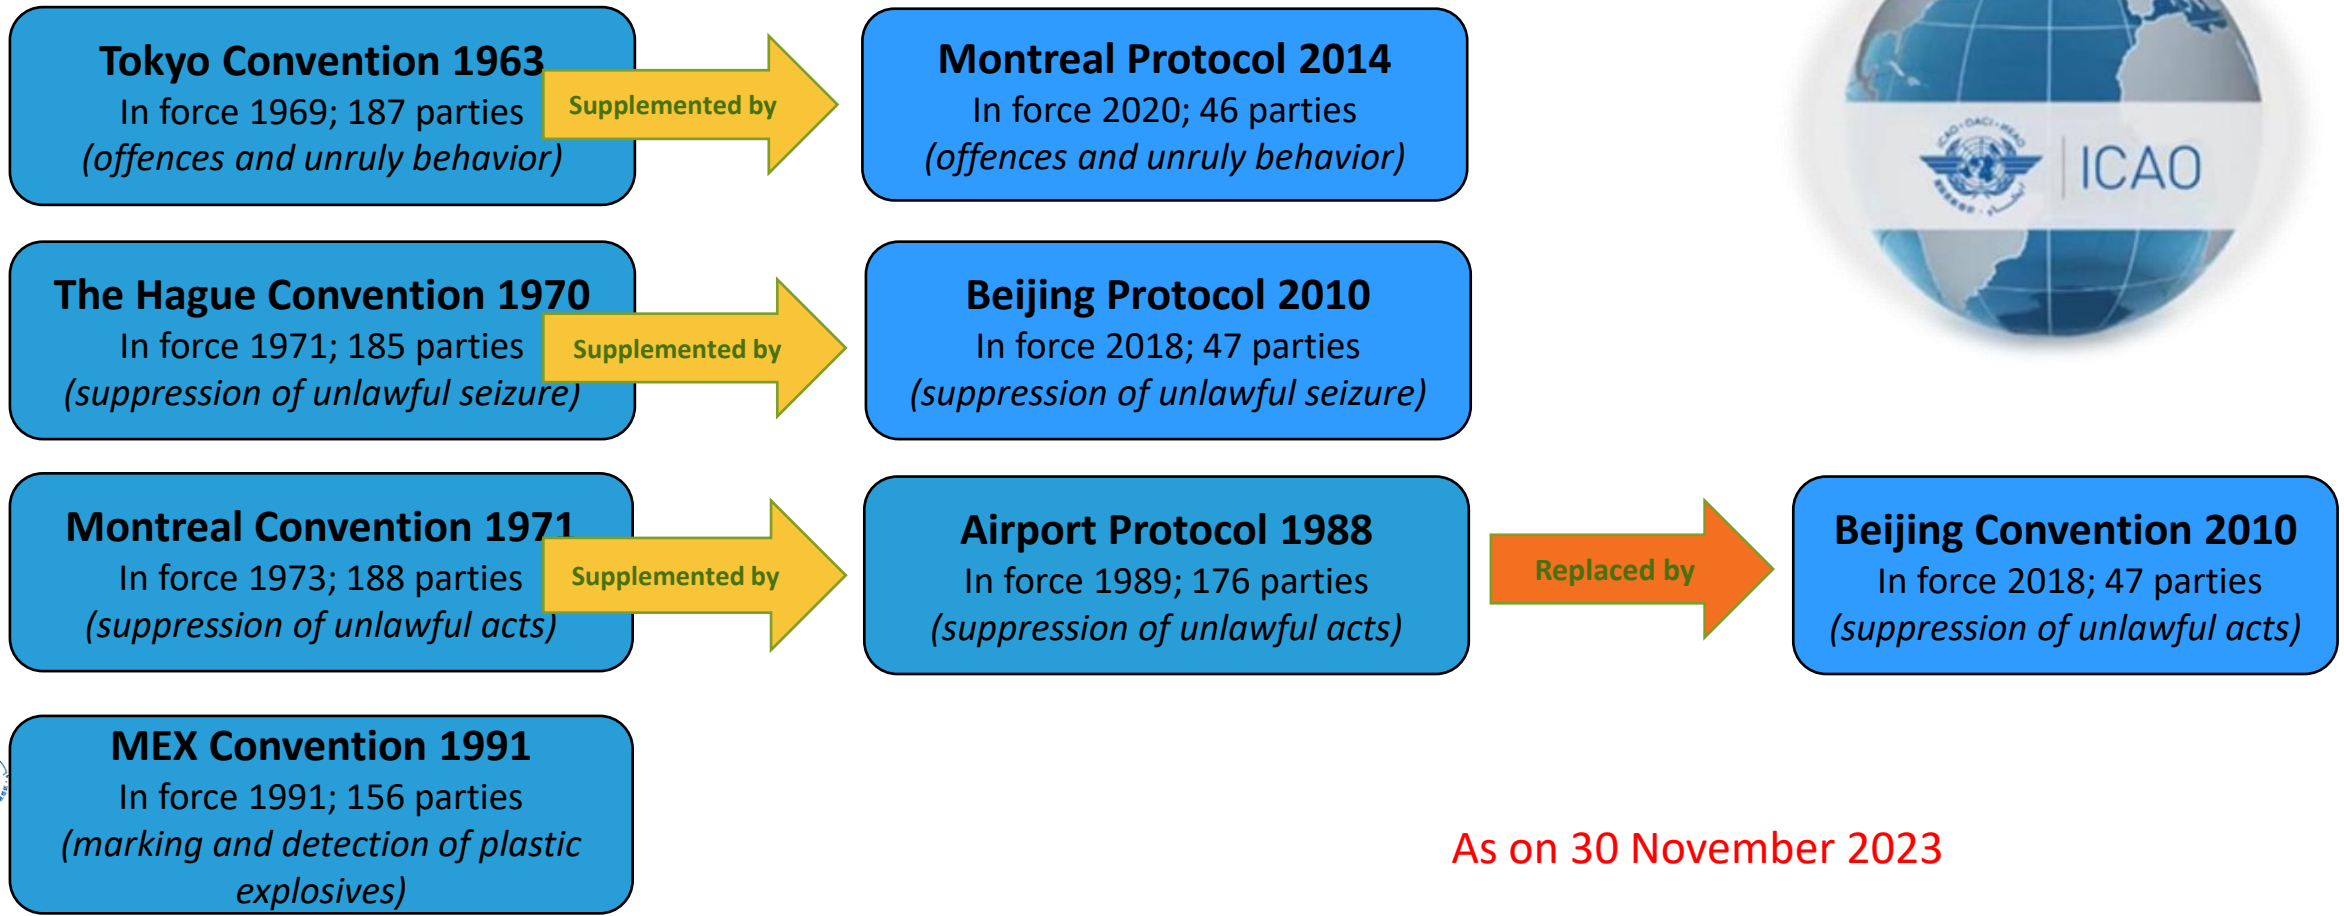 Tokyo Convention 1963
In force 1969; 187 parties
(offences and unruly behavior)
Supplemented by
Montreal Protocol 2014
In force 2020; 46 parties
(offences and unruly behavior)
ICAO
The Hague Convention 1970
In force 1971; 185 parties
(suppression of unlawful seizure)
Supplemented by
Beijing Protocol 2010
In force 2018; 47 parties
(suppression of unlawful seizure)
Montreal Convention 1971
In force 1973; 188 parties
(suppression of unlawful acts)
Supplemented by
Airport Protocol 1988
In force 1989; 176 parties
(suppression of unlawful acts)
Replaced by
Beijing Convention 2010
In force 2018; 47 parties
(suppression of unlawful acts)
MEX Convention 1991
In force 1991; 156 parties
(marking and detection of plastic
explosives)
As on 30 November 2023